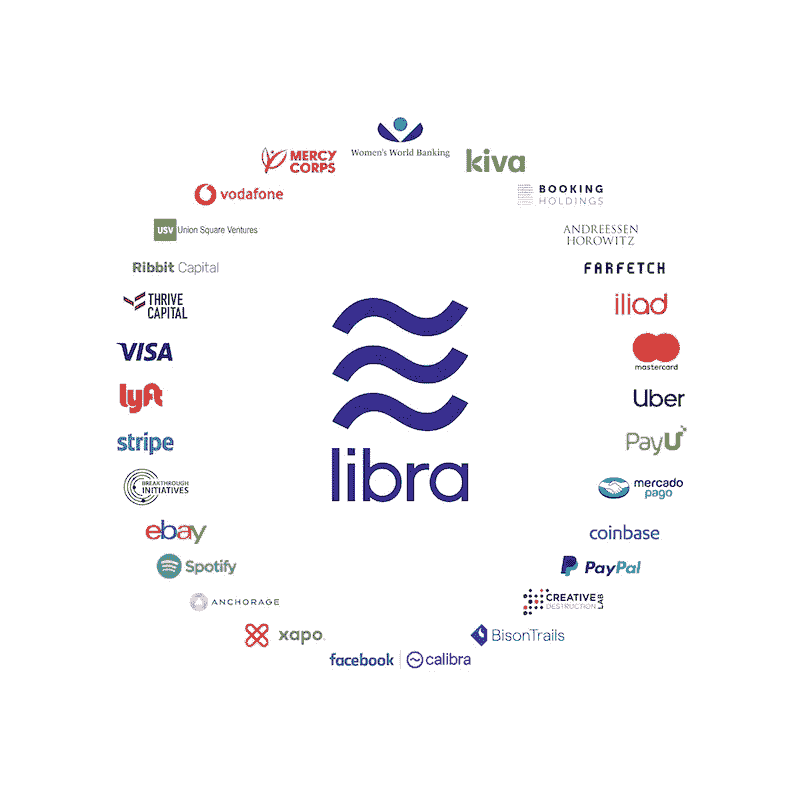 Women's World Banking
MERCY
CORPS
kiva
vodafone
BOOKING
HOLDINGS
USV Union Square Ventures
ANDREESSEN
HOROWITZ
Ribbit Capital
FARFETCH
THRIVE
CAPITAL
iliad
VISA
mastercard
lyft
Uber
stripe
PayU
BREAKTHROUGH
INITIATIVES
mercado
pago
libra
ebay
coinbase
Spotify
PayPal
ANCHORAGE
CREATIVE
DESTRUCTION
LAB
xapo
BisonTrails
facebook
calibra